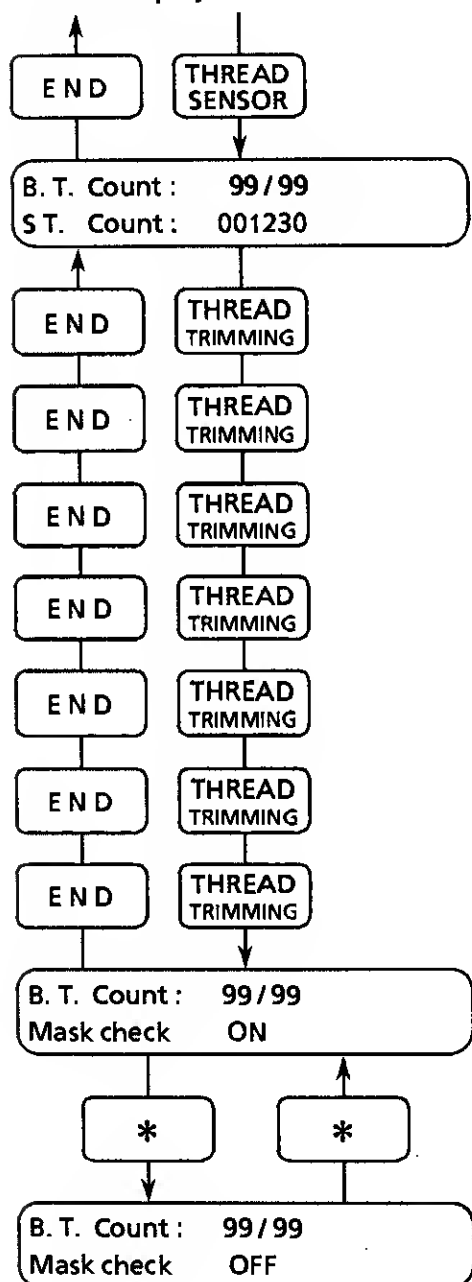 END
THREAD
SENSOR
B. T. Count : 99/99
S T. Count : 001230
END
THREAD
TRIMMING
END
THREAD
TRIMMING
END
THREAD
TRIMMING
END
THREAD
TRIMMING
END
THREAD
TRIMMING
END
THREAD
TRIMMING
END
THREAD
TRIMMING
B. T. Count : 99/99
Mask check ON
*
*
B. T. Count : 99/99
Mask check OFF